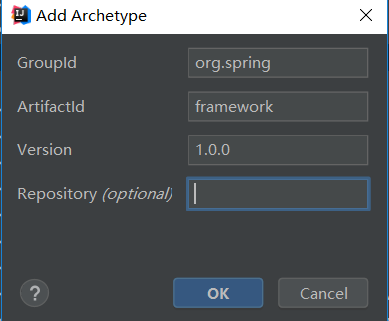 Add Archetype
GroupId org.spring
ArtifactId framework
Version 1.0.0
Repository (optional)
? OK Cancel